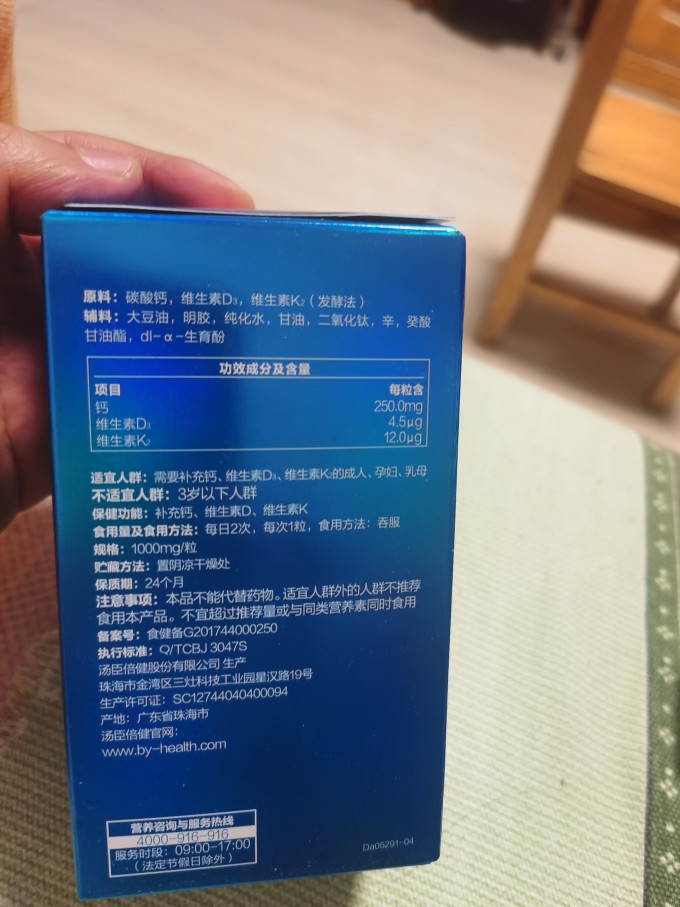 原料：碳酸钙，维生素D₃，维生素K₂（发酵法）
辅料：大豆油，明胶，纯化水，甘油，二氧化钛，辛，癸酸
甘油酯，dl-α-生育酚
功效成分及含量
项目 每粒含
钙 250.0mg
维生素D₃ 4.5μg
维生素K₂ 12.0μg
适宜人群：需要补充钙、维生素D₃、维生素K₂的成人、孕妇、乳母
不适宜人群：3岁以下人群
保健功能：补充钙、维生素D、维生素K
食用量及食用方法：每日2次，每次1粒，食用方法：吞服
规格：1000mg/粒
贮藏方法：置阴凉干燥处
保质期：24个月
注意事项：本品不能代替药物。适宜人群外的人群不推荐
食用本产品。不宜超过推荐量或与同类营养素同时食用
备案号：食健备G201744000250
执行标准：Q/TCBJ 3047S
汤臣倍健股份有限公司 生产
珠海市金湾区三灶科技工业园星汉路19号
生产许可证：SC12744040400094
产地：广东省珠海市
汤臣倍健官网：
www.by-health.com
营养咨询与服务热线
4000-916-916
服务时段：09:00-17:00
（法定节假日除外）
Da05291-04